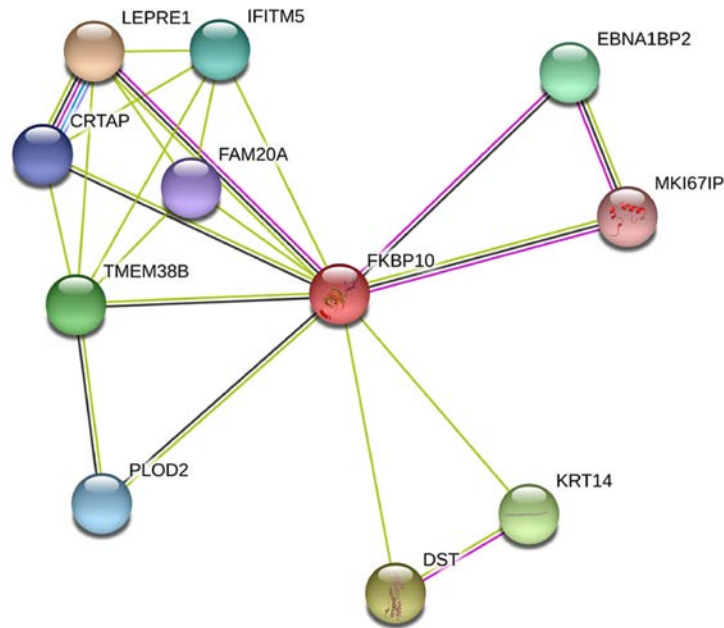 LEPRE1
IFITM5
EBNA1BP2
CRTAP
FAM20A
MKI67IP
FKBP10
TMEM38B
PLOD2
KRT14
DST